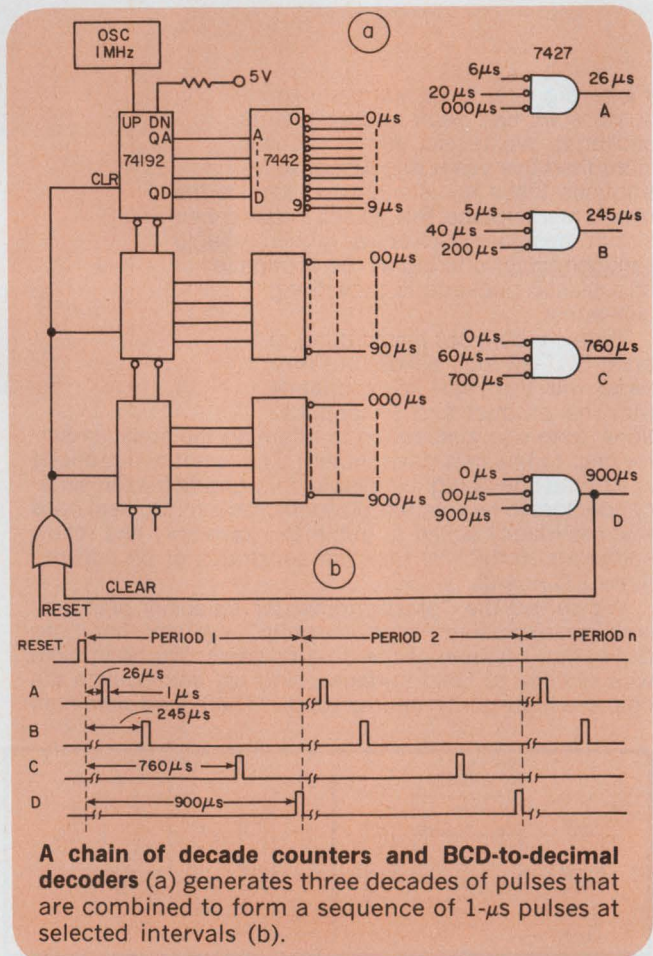 a
OSC
1 MHz
5V
UP DN
QA
74192
CLR
QD
A
7442
D
0
9
0μs
9μs
00μs
90μs
000μs
900μs
7427
6μs
20μs
000μs
26μs
A
5μs
40μs
200μs
245μs
B
0μs
60μs
700μs
760μs
C
0μs
00μs
900μs
900μs
D
b
CLEAR
RESET
RESET
PERIOD 1
PERIOD 2
PERIOD n
26μs
A
1μs
245μs
B
C
760μs
D
900μs
A chain of decade counters and BCD-to-decimal
decoders (a) generates three decades of pulses that
are combined to form a sequence of 1-μs pulses at
selected intervals (b).